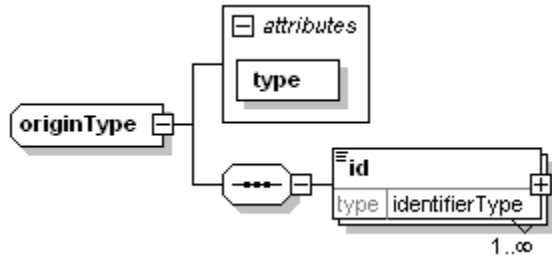 attributes
type
originType
id
type identifierType
1..∞